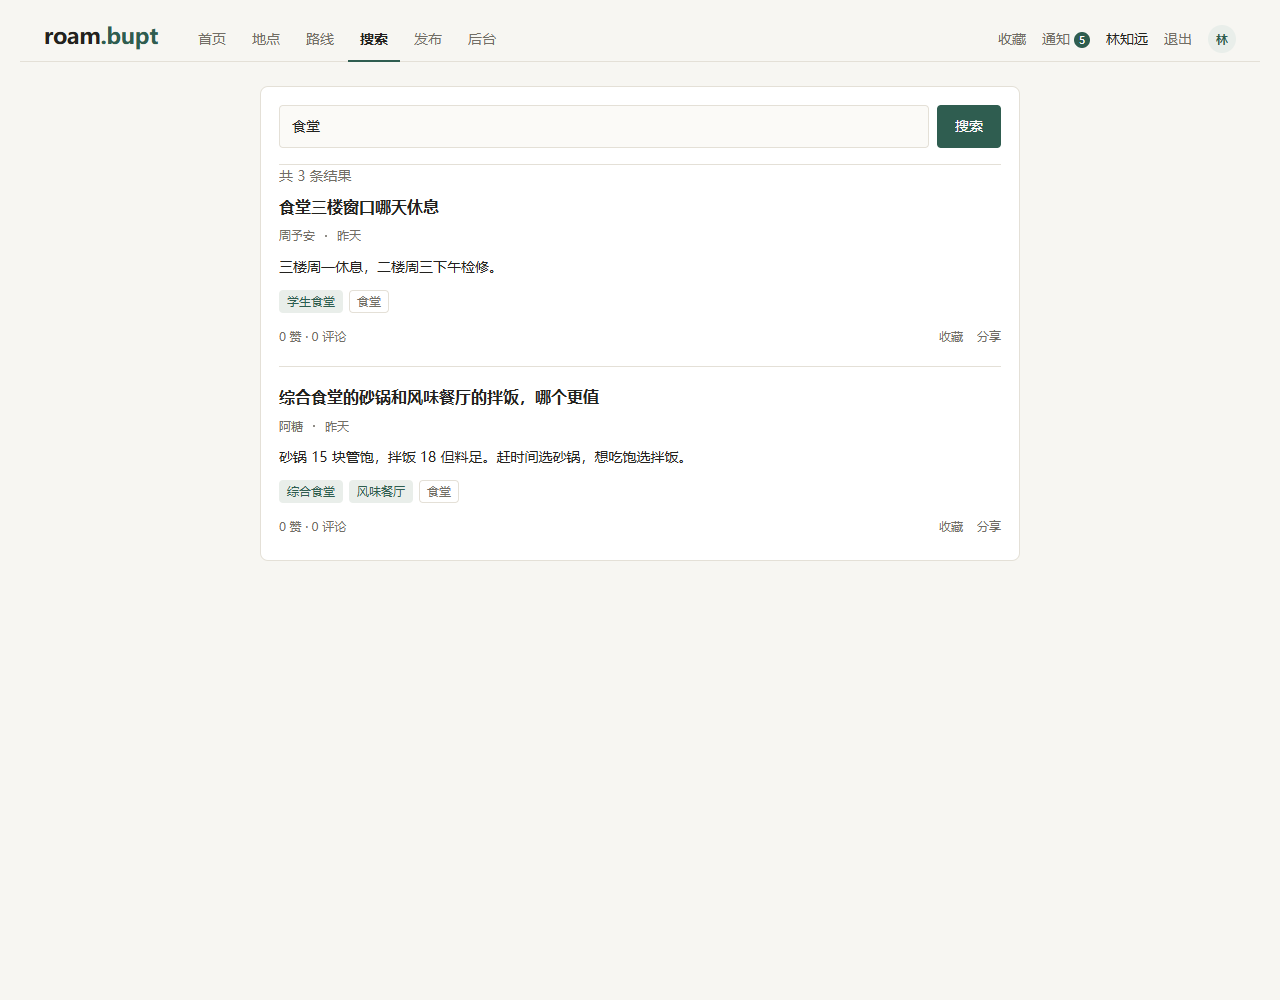 roam.bupt 首页 地点 路线 搜索 发布 后台 收藏 通知 5 林知远 退出 林
食堂 搜索
共 3 条结果
食堂三楼窗口哪天休息
周予安 · 昨天
三楼周一休息，二楼周三下午检修。
学生食堂 食堂
0 赞 · 0 评论 收藏 分享
综合食堂的砂锅和风味餐厅的拌饭，哪个更值
阿糖 · 昨天
砂锅 15 块管饱，拌饭 18 但料足。赶时间选砂锅，想吃饱选拌饭。
综合食堂 风味餐厅 食堂
0 赞 · 0 评论 收藏 分享